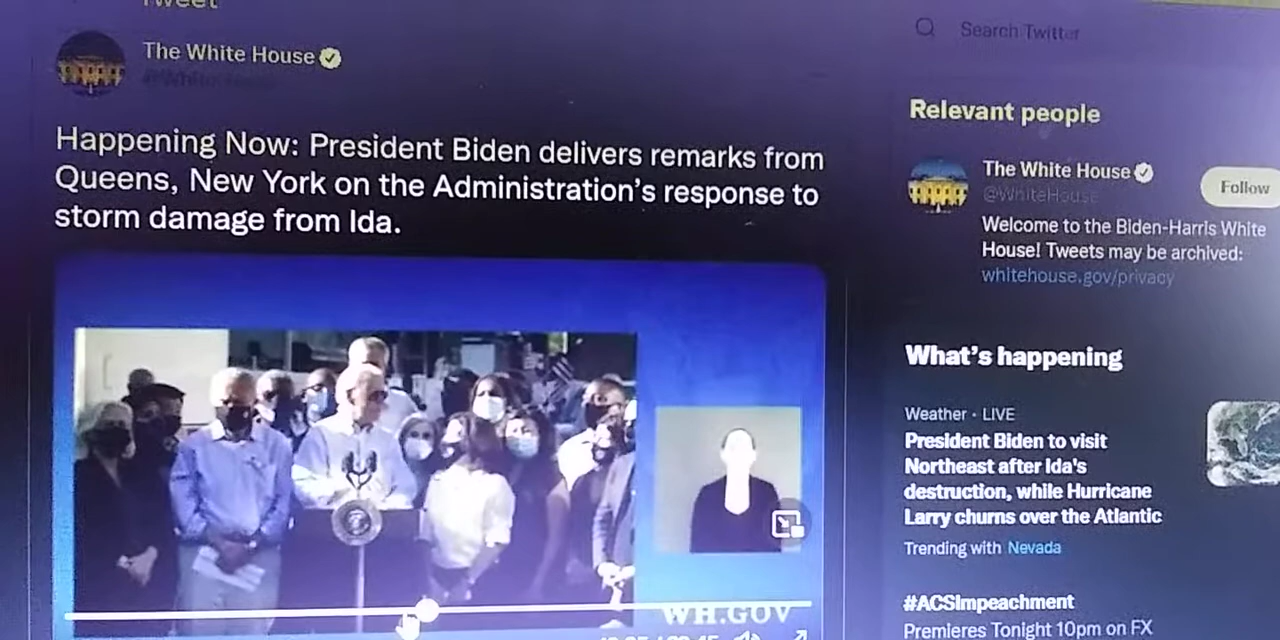 Tweet
The White House
Happening Now: President Biden delivers remarks from
Queens, New York on the Administration's response to
storm damage from Ida.
WH.GOV
Search Twitter
Relevant people
The White House
@WhiteHouse
Follow
Welcome to the Biden-Harris White
House! Tweets may be archived:
whitehouse.gov/privacy
What's happening
Weather · LIVE
President Biden to visit
Northeast after Ida's
destruction, while Hurricane
Larry churns over the Atlantic
Trending with Nevada
#ACSImpeachment
Premieres Tonight 10pm on FX